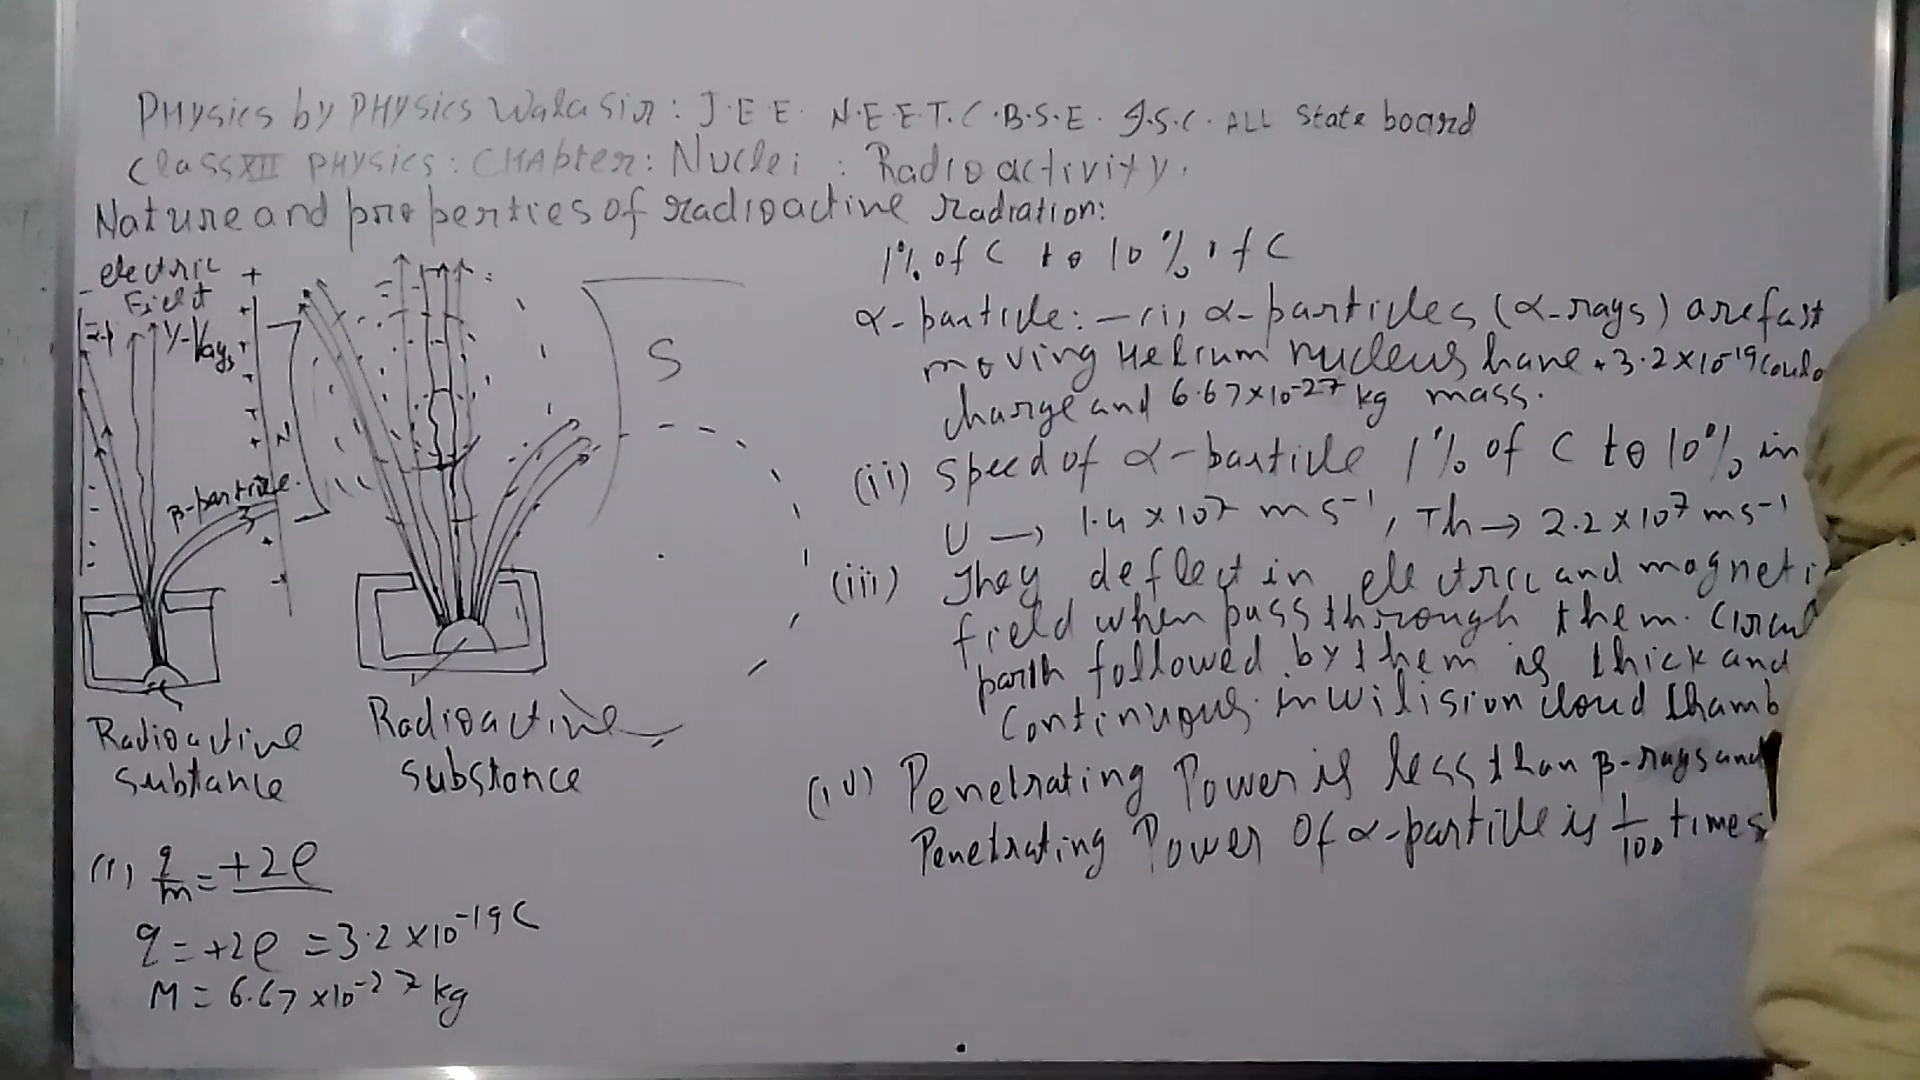 PHysics by PHysics Wala Sir: J.E.E. N.E.E.T. C.B.S.E. I.S.C. ALL State board
Class XII PHYSICS: CHApter: Nuclei : Radioactivity.
Nature and properties of radioactive radiation:
1% of C to 10% of C
electric
Field
γ-rays
N
β-particle
S
Radioactive
subtance
Radioactive
substance
(i) q/m = +2e
q = +2e = 3.2 × 10^-19 C
M = 6.67 × 10^-27 kg
α-particle: – (i) α-particles (α-rays) are fast
moving Helium nucleus have + 3.2 × 10^-19 Coulo
charge and 6.67 × 10^-27 kg mass.
(ii) Speed of α-particle 1% of C to 10% in
U → 1.4 × 10^7 m s^-1, Th → 2.2 × 10^7 ms^-1
(iii) They deflect in electric and magneti
field when pass through them. Circul
path followed by them is thick and
Continuous in Wilision cloud chamb
(iv) Penetrating Power is less than β-rays and
Penetrating Power of α-particle is 1/100 times